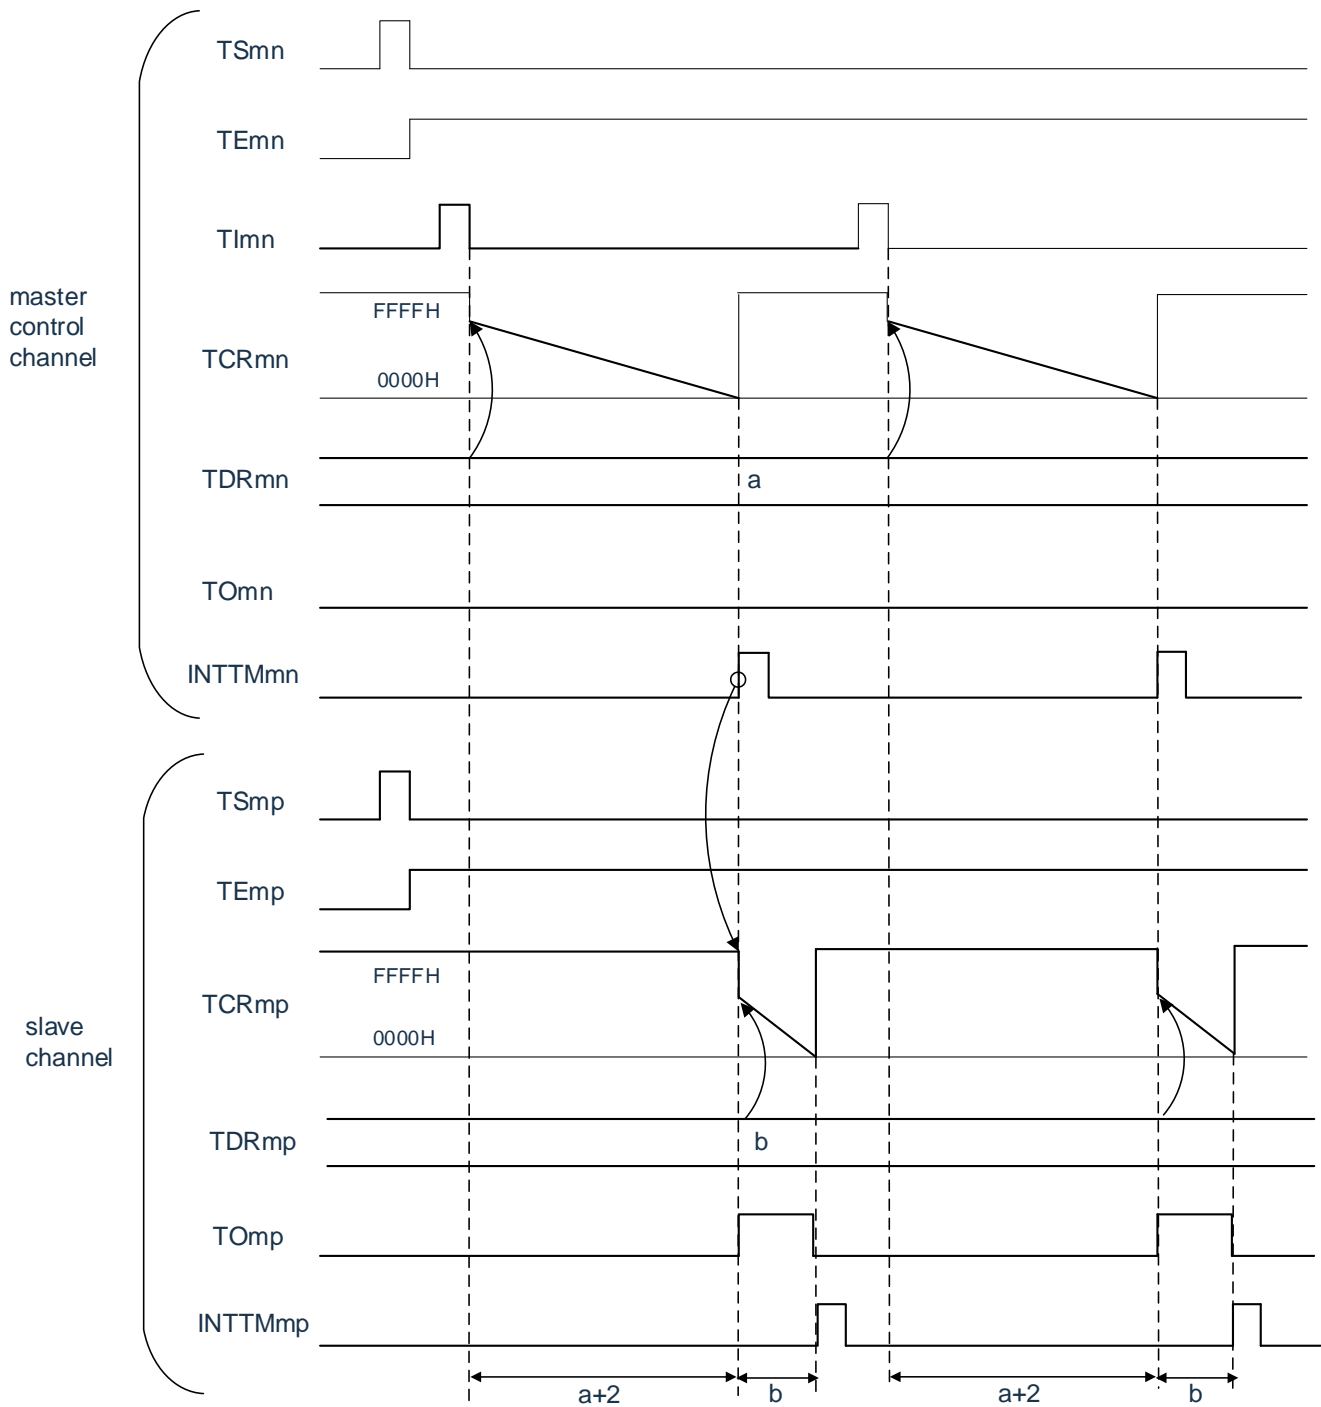 TSmn
TEmn
TImn
master
control
channel
FFFFH
TCRmn
0000H
TDRmn
a
TOmn
INTTMmn
TSmp
TEmp
FFFFH
TCRmp
0000H
slave
channel
TDRmp
b
TOmp
INTTMmp
a+2
b
a+2
b